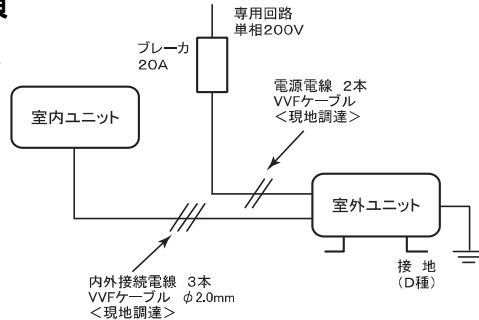 専用回路
単相200V
ブレーカ
20A
電源電線 2本
VVFケーブル
＜現地調達＞
室内ユニット
室外ユニット
接 地
（D種）
内外接続電線 3本
VVFケーブル φ2.0mm
＜現地調達＞